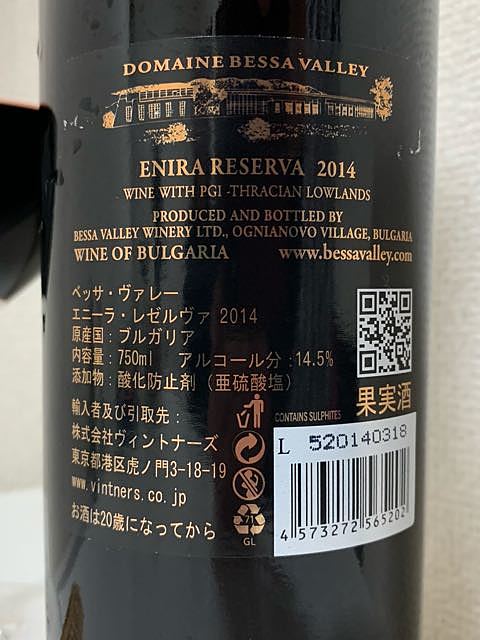 DOMAINE BESSA VALLEY
ENIRA RESERVA 2014
WINE WITH PGI -THRACIAN LOWLANDS
PRODUCED AND BOTTLED BY
BESSA VALLEY WINERY LTD., OGNIANOVO VILLAGE, BULGARIA
WINE OF BULGARIA www.bessavalley.com
ベッサ・ヴァレー
エニーラ・レゼルヴァ 2014
原産国：ブルガリア
内容量：750ml アルコール分：14.5%
添加物：酸化防止剤（亜硫酸塩）
果実酒
輸入者及び引取先：
株式会社ヴィントナーズ
東京都港区虎ノ門3-18-19
www.vintners.co.jp
お酒は20歳になってから
71
GL
CONTAINS SULPHITES
L 520140318
4 573272 565202